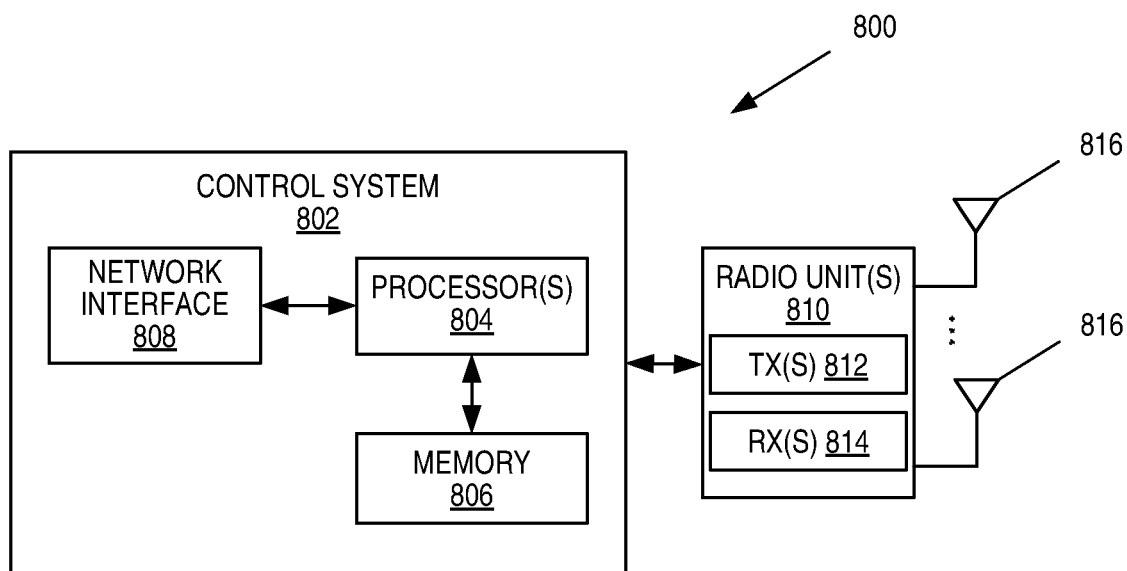 800
816
CONTROL SYSTEM
802
NETWORK
INTERFACE
808
PROCESSOR(S)
804
MEMORY
806
RADIO UNIT(S)
810
TX(S) 812
RX(S) 814
816